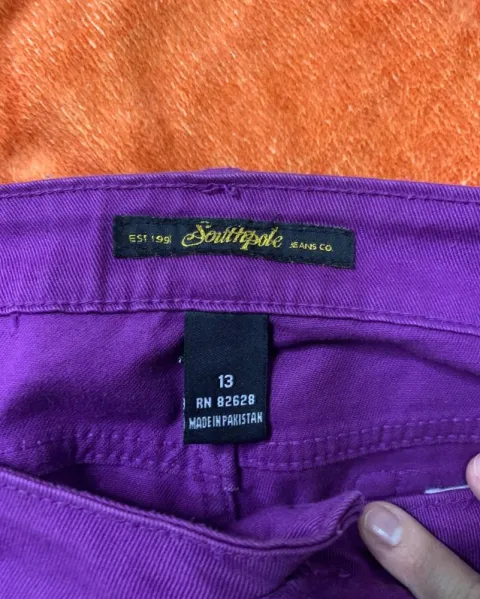 EST.1991 Southpole JEANS CO.
13
RN 82628
MADE IN PAKISTAN